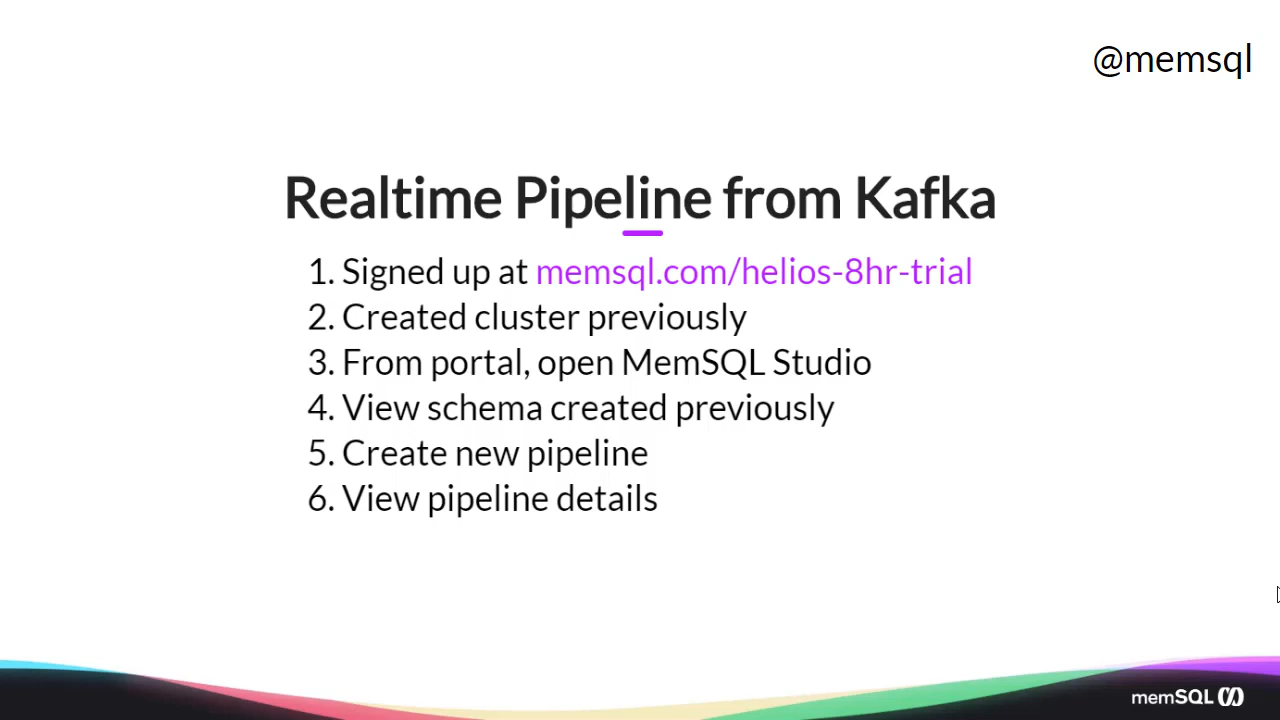 @memsql
Realtime Pipeline from Kafka
1. Signed up at memsql.com/helios-8hr-trial
2. Created cluster previously
3. From portal, open MemSQL Studio
4. View schema created previously
5. Create new pipeline
6. View pipeline details
memSQL